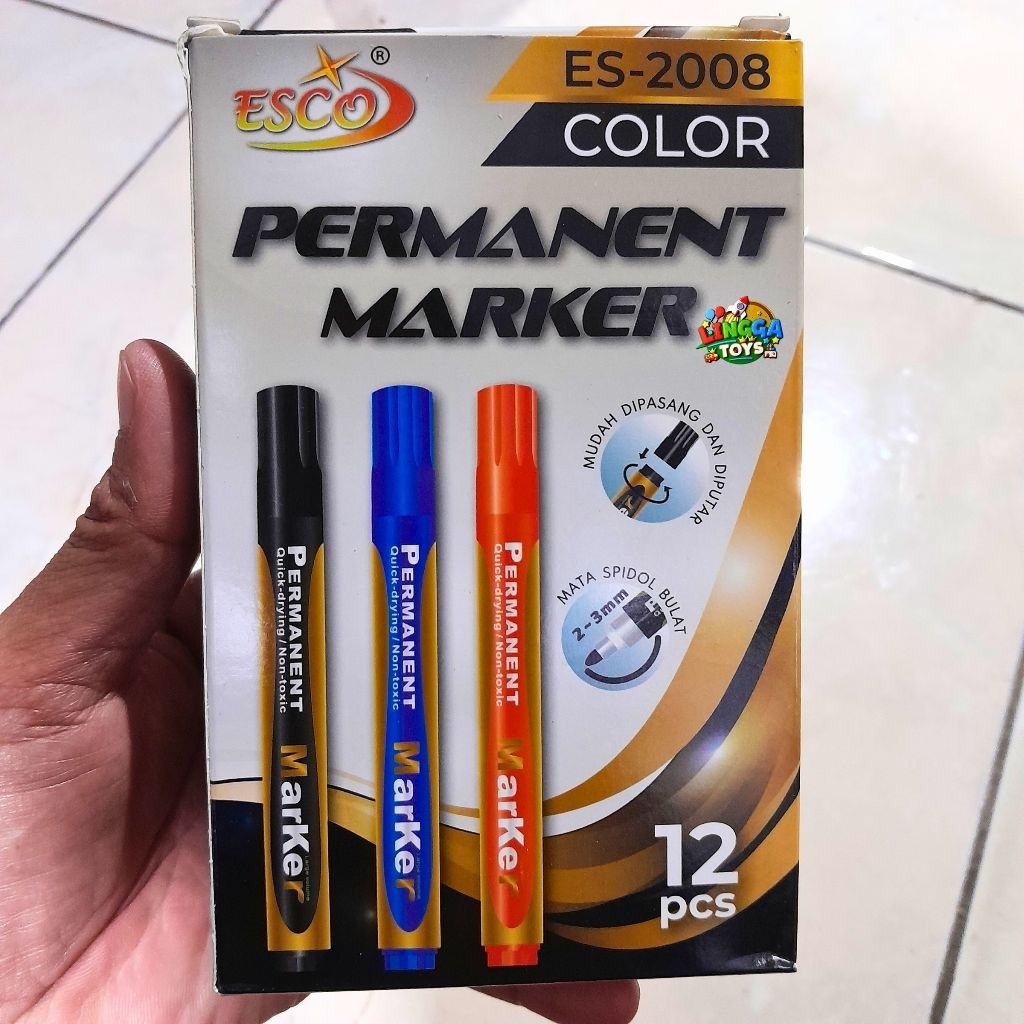 ESCO ®
ES-2008
COLOR
PERMANENT
MARKER
LINGGA
TOYS
MUDAH DIPASANG DAN DIPUTAR
MATA SPIDOL BULAT
2-3mm
PERMANENT
Quick-drying/Non-toxic
MarKer
PERMANENT
Quick-drying/Non-toxic
MarKer
PERMANENT
Quick-drying/Non-toxic
MarKer
12
pcs